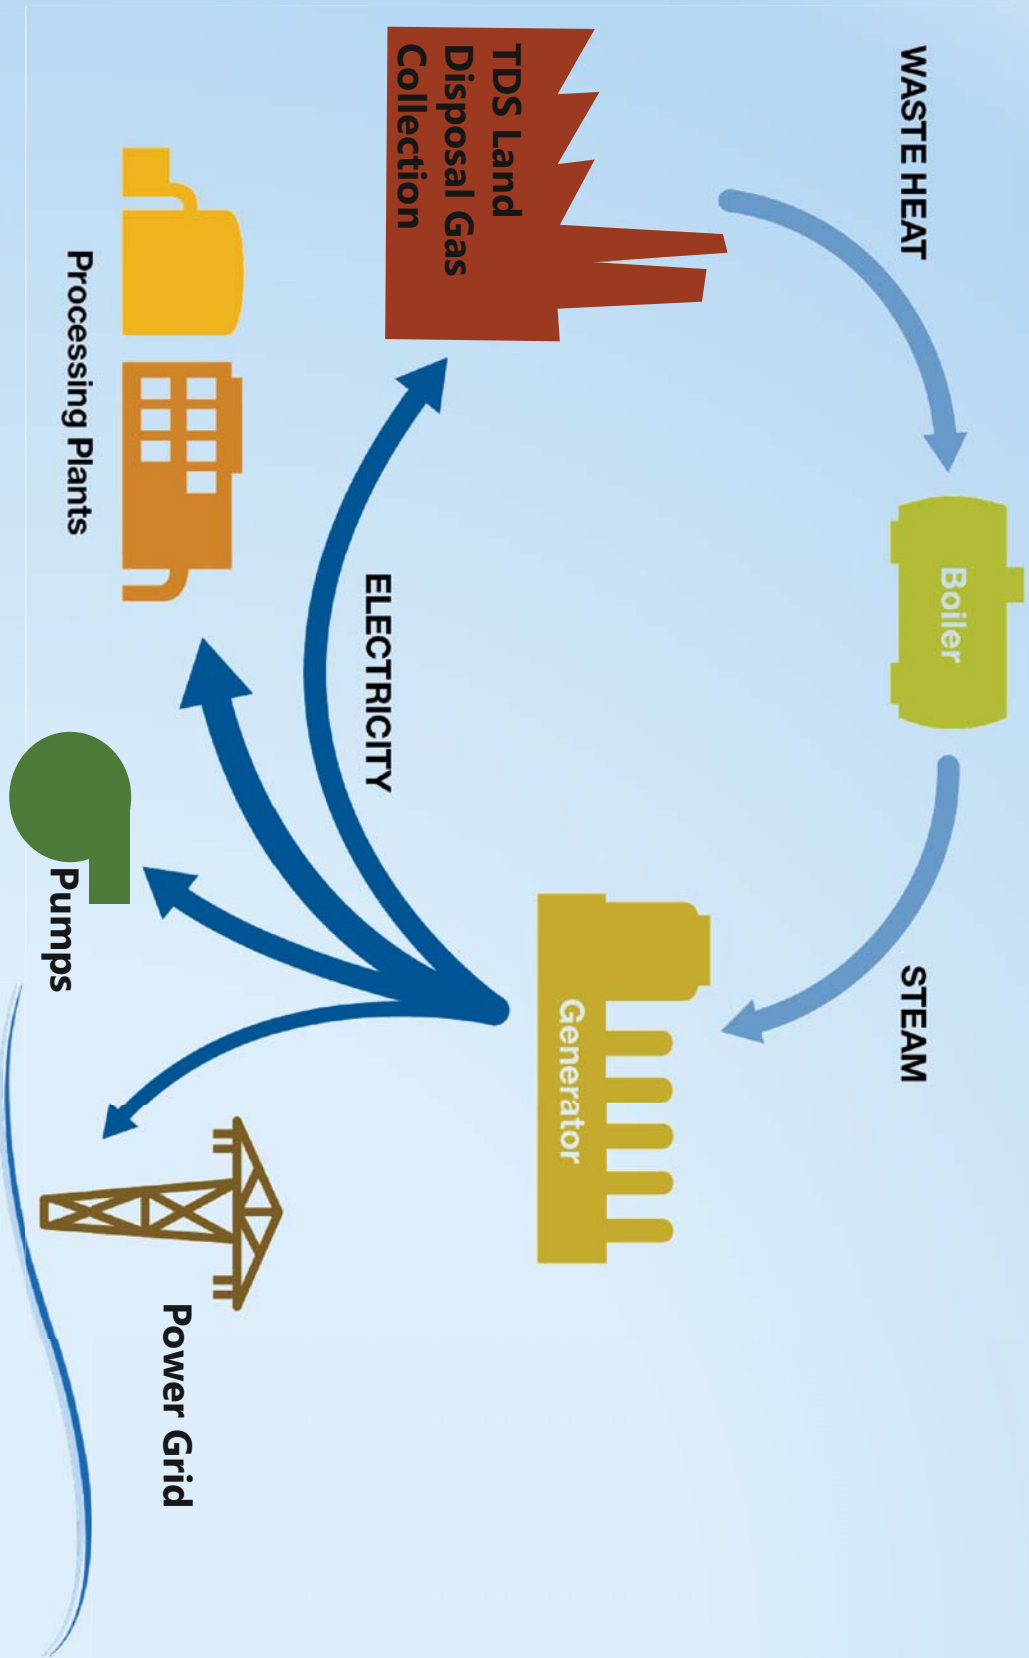 WASTE HEAT
Boiler
STEAM
TDS Land
Disposal Gas
Collection
Generator
ELECTRICITY
Processing Plants
Pumps
Power Grid